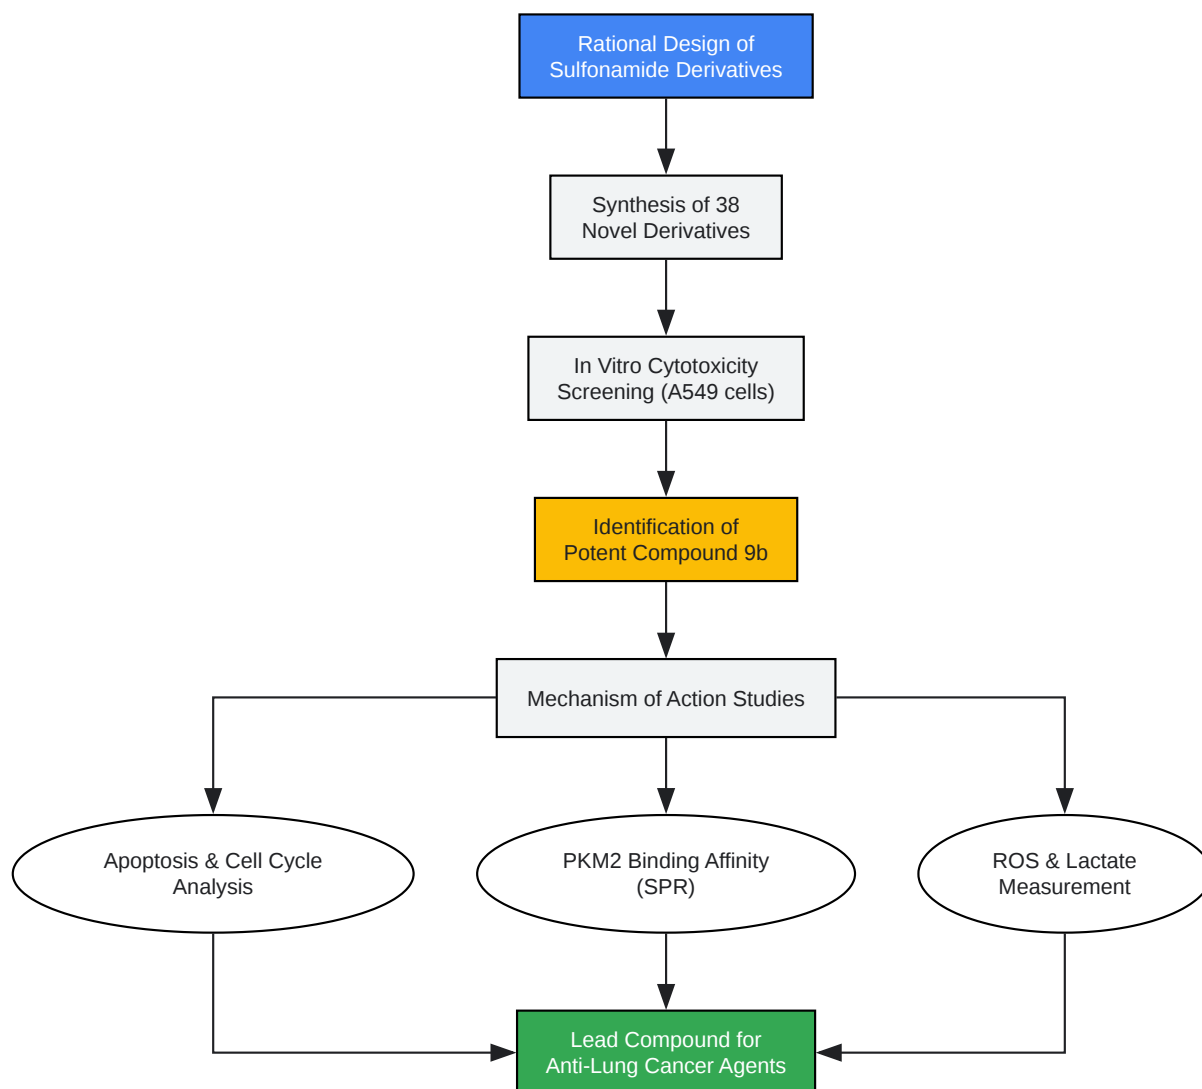 Rational Design of
Sulfonamide Derivatives
Synthesis of 38
Novel Derivatives
In Vitro Cytotoxicity
Screening (A549 cells)
Identification of
Potent Compound 9b
Mechanism of Action Studies
Apoptosis & Cell Cycle
Analysis
PKM2 Binding Affinity
(SPR)
ROS & Lactate
Measurement
Lead Compound for
Anti-Lung Cancer Agents